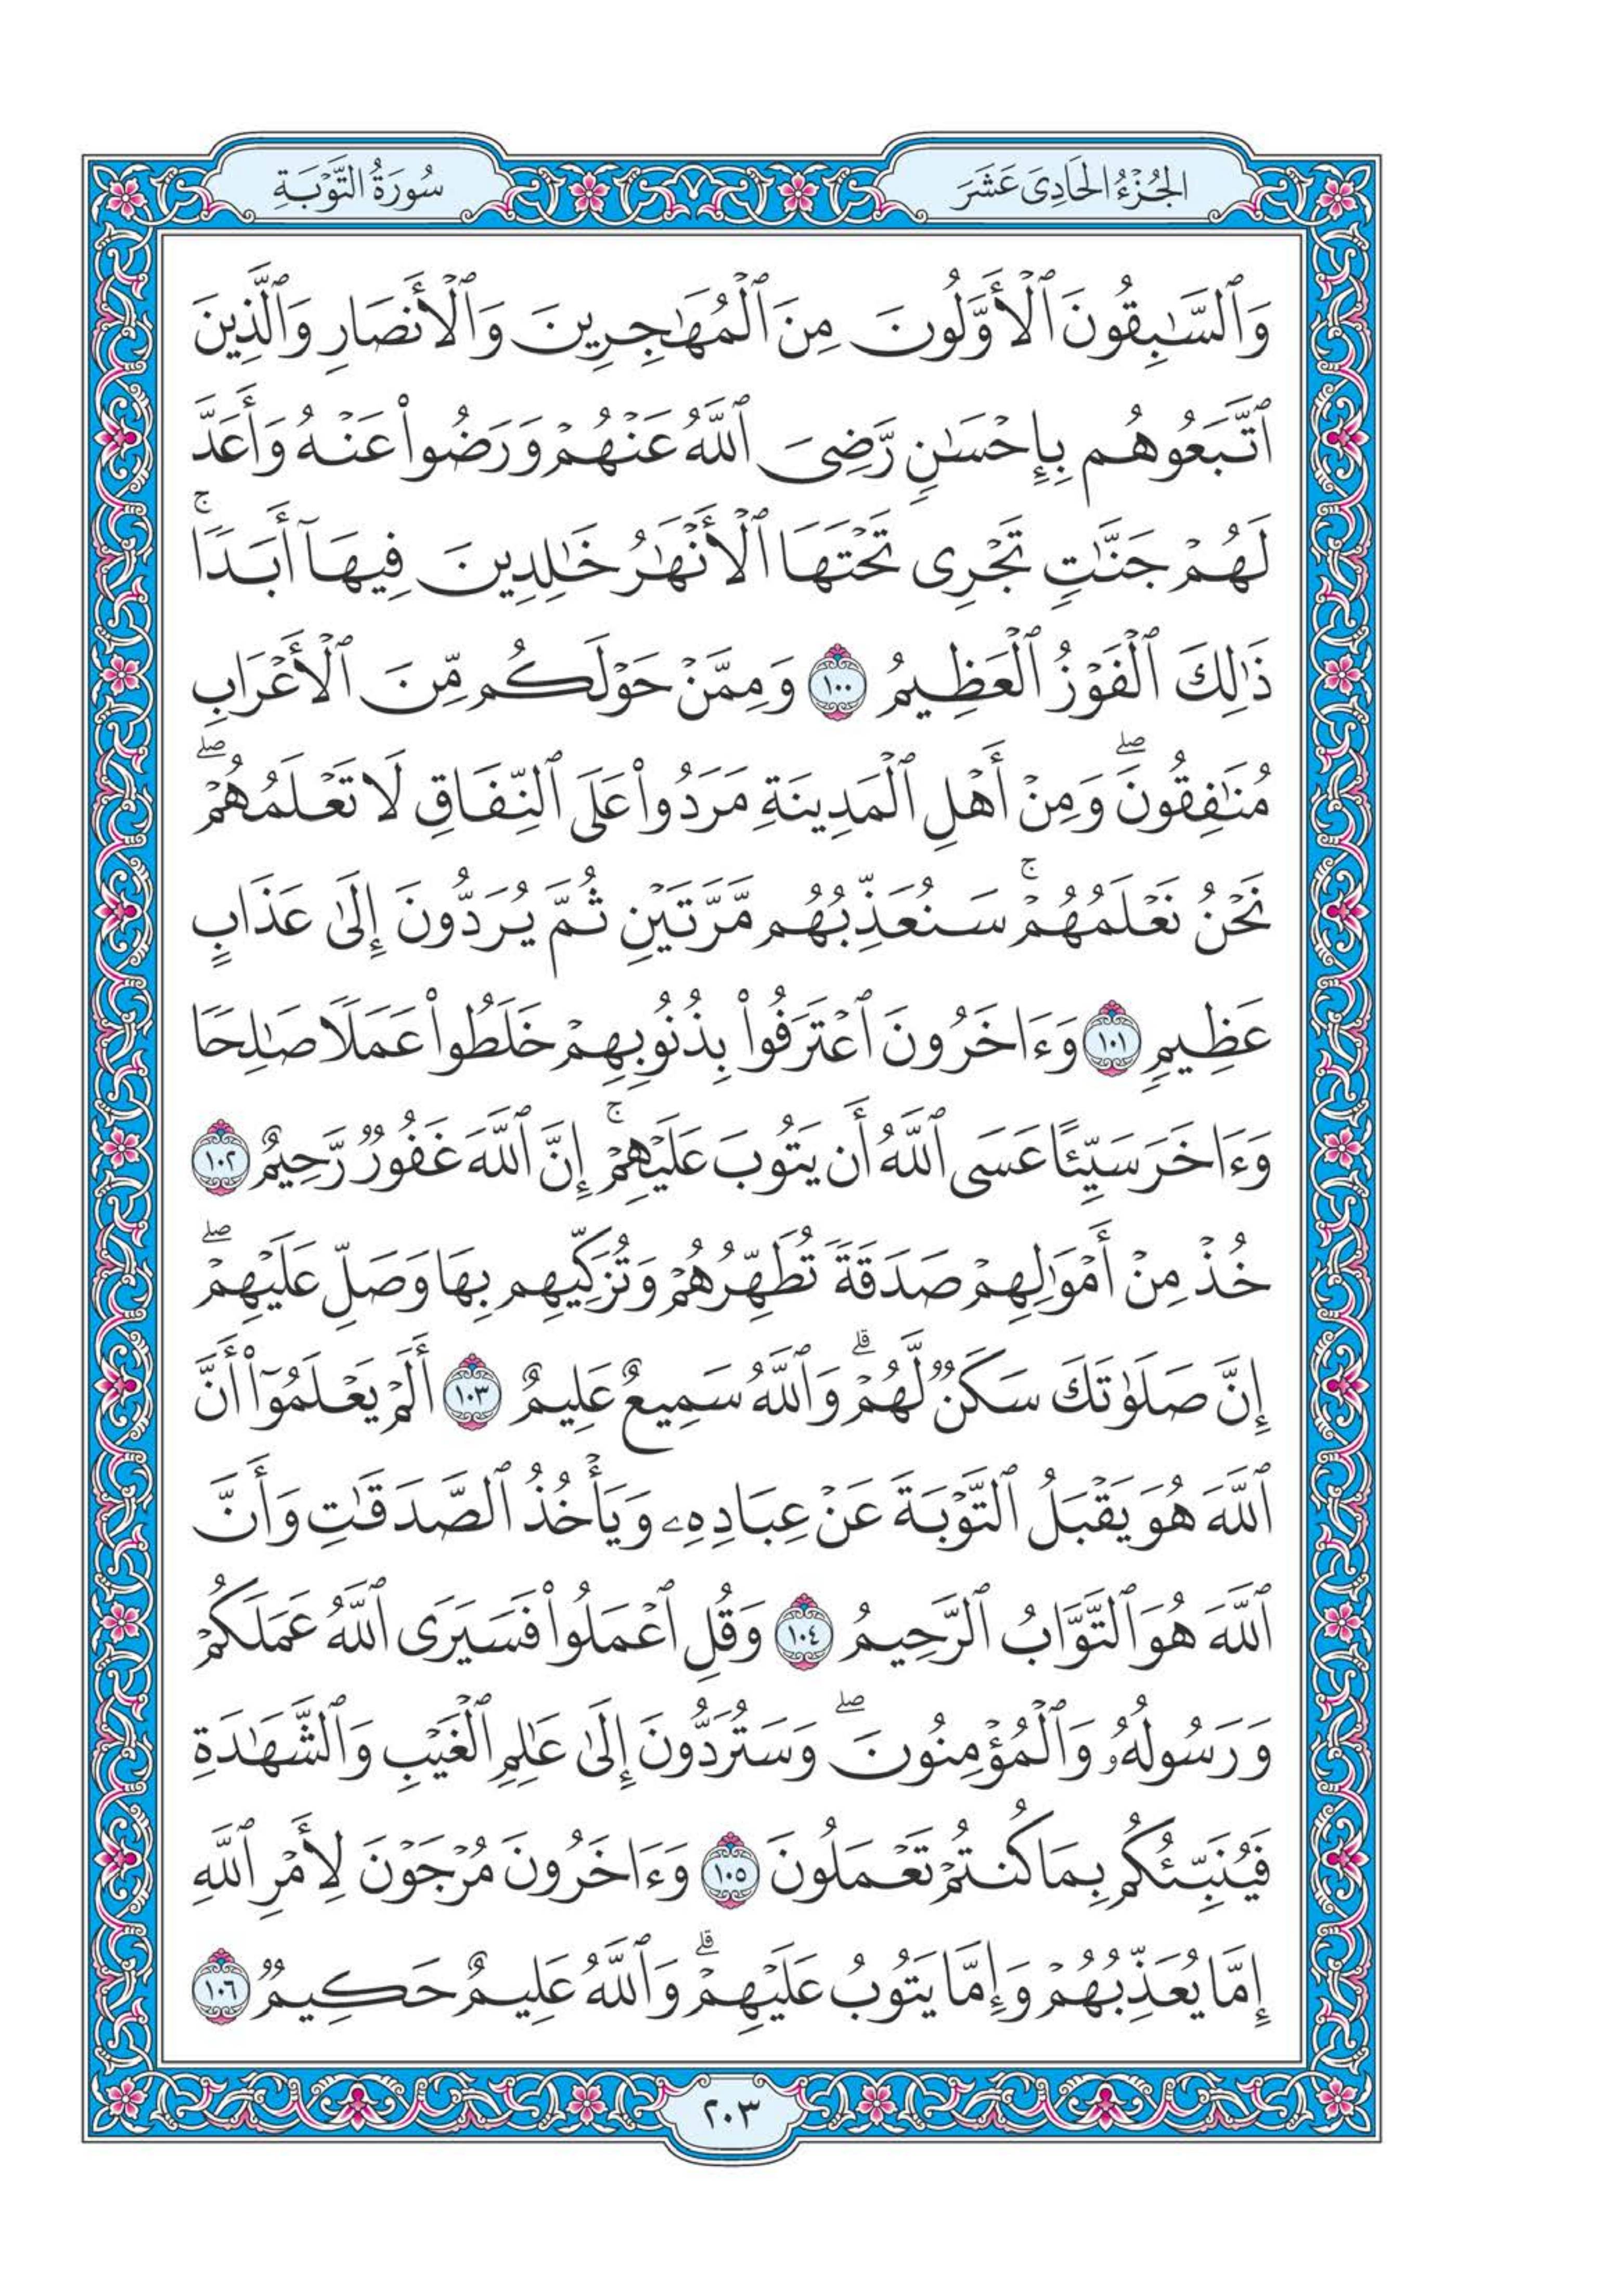 الجُزْءُ الحَادِىَ عَشَرَ
سُورَةُ التَّوْبَةِ
وَٱلسَّٰبِقُونَ ٱلْأَوَّلُونَ مِنَ ٱلْمُهَٰجِرِينَ وَٱلْأَنصَارِ وَٱلَّذِينَ
ٱتَّبَعُوهُم بِإِحْسَٰنٍ رَّضِىَ ٱللَّهُ عَنْهُمْ وَرَضُوا۟ عَنْهُ وَأَعَدَّ
لَهُمْ جَنَّٰتٍ تَجْرِى تَحْتَهَا ٱلْأَنْهَٰرُ خَٰلِدِينَ فِيهَآ أَبَدًا ۚ
ذَٰلِكَ ٱلْفَوْزُ ٱلْعَظِيمُ ١٠٠ وَمِمَّنْ حَوْلَكُم مِّنَ ٱلْأَعْرَابِ
مُنَٰفِقُونَ ۖ وَمِنْ أَهْلِ ٱلْمَدِينَةِ مَرَدُوا۟ عَلَى ٱلنِّفَاقِ لَا تَعْلَمُهُمْ ۖ
نَحْنُ نَعْلَمُهُمْ ۚ سَنُعَذِّبُهُم مَّرَّتَيْنِ ثُمَّ يُرَدُّونَ إِلَىٰ عَذَابٍ
عَظِيمٍ ١٠١ وَءَاخَرُونَ ٱعْتَرَفُوا۟ بِذُنُوبِهِمْ خَلَطُوا۟ عَمَلًا صَٰلِحًا
وَءَاخَرَ سَيِّئًا عَسَى ٱللَّهُ أَن يَتُوبَ عَلَيْهِمْ ۚ إِنَّ ٱللَّهَ غَفُورٌ رَّحِيمٌ ١٠٢
خُذْ مِنْ أَمْوَٰلِهِمْ صَدَقَةً تُطَهِّرُهُمْ وَتُزَكِّيهِم بِهَا وَصَلِّ عَلَيْهِمْ ۖ
إِنَّ صَلَوٰتَكَ سَكَنٌ لَّهُمْ ۗ وَٱللَّهُ سَمِيعٌ عَلِيمٌ ١٠٣ أَلَمْ يَعْلَمُوٓا۟ أَنَّ
ٱللَّهَ هُوَ يَقْبَلُ ٱلتَّوْبَةَ عَنْ عِبَادِهِۦ وَيَأْخُذُ ٱلصَّدَقَٰتِ وَأَنَّ
ٱللَّهَ هُوَ ٱلتَّوَّابُ ٱلرَّحِيمُ ١٠٤ وَقُلِ ٱعْمَلُوا۟ فَسَيَرَى ٱللَّهُ عَمَلَكُمْ
وَرَسُولُهُۥ وَٱلْمُؤْمِنُونَ ۖ وَسَتُرَدُّونَ إِلَىٰ عَٰلِمِ ٱلْغَيْبِ وَٱلشَّهَٰدَةِ
فَيُنَبِّئُكُم بِمَا كُنتُمْ تَعْمَلُونَ ١٠٥ وَءَاخَرُونَ مُرْجَوْنَ لِأَمْرِ ٱللَّهِ
إِمَّا يُعَذِّبُهُمْ وَإِمَّا يَتُوبُ عَلَيْهِمْ ۗ وَٱللَّهُ عَلِيمٌ حَكِيمٌ ١٠٦
٢٠٣